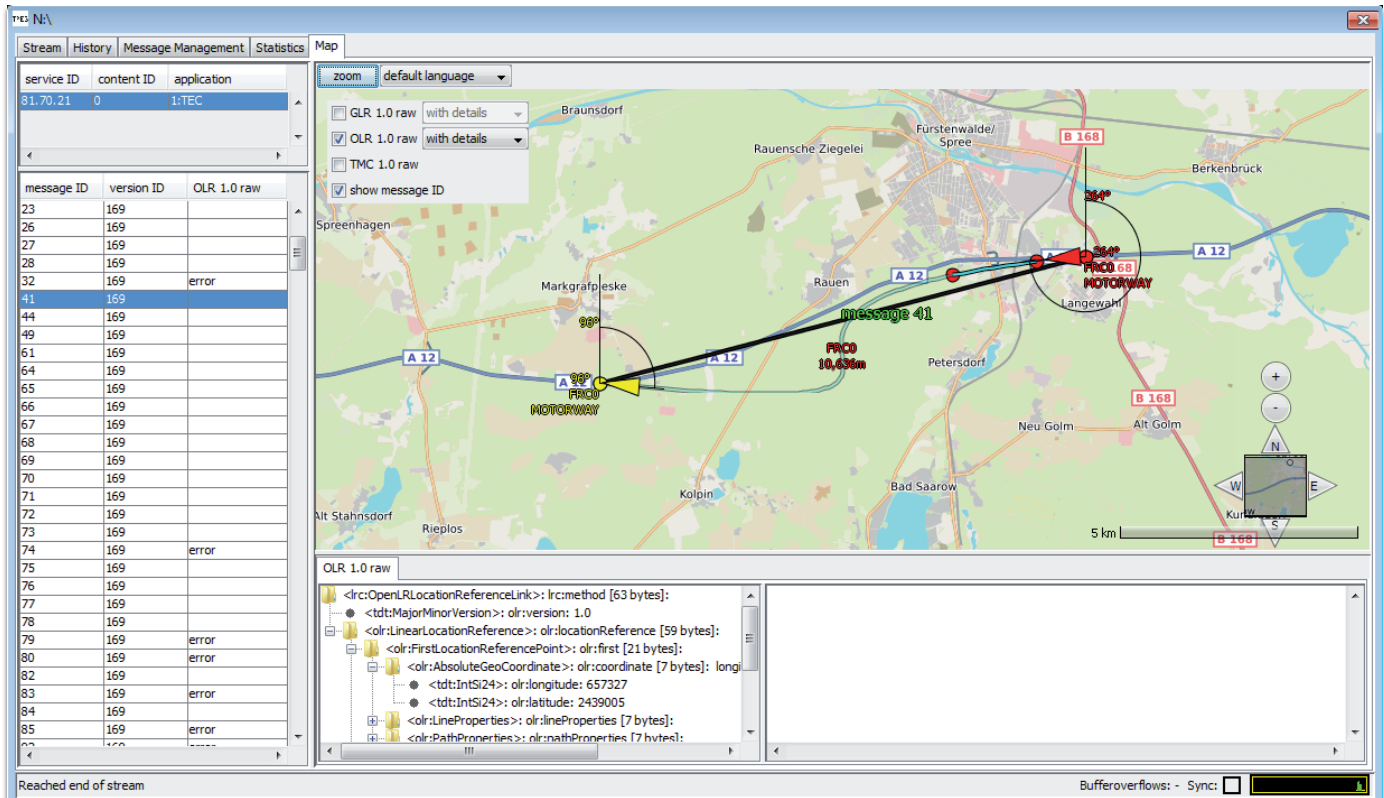 TPEG N:\
Stream History Message Management Statistics Map
service ID content ID application
81.70.21 0 1:TEC
message ID version ID OLR 1.0 raw
23 169
26 169
27 169
28 169
32 169 error
41 169
44 169
49 169
61 169
64 169
65 169
66 169
67 169
68 169
69 169
70 169
71 169
72 169
73 169
74 169 error
75 169
76 169
77 169
78 169
79 169 error
80 169 error
82 169
83 169 error
84 169
85 169 error
zoom default language
GLR 1.0 raw with details
OLR 1.0 raw with details
TMC 1.0 raw
show message ID
Braunsdorf
Fürstenwalde/
Spree
B 168
Rauensche Ziegelei
Berkenbrück
264°
Spreenhagen
A 12
264°
FRC0
MOTORWAY
A 12
Rauen
Markgrafpieske
Langewahl
message 41
96°
FRC0
10,636m
A 12
A 12
Petersdorf
96°
FRC0
MOTORWAY
B 168
+
-
Neu Golm
Alt Golm
N
Bad Saarow
W
E
Kolpin
Alt Stahnsdorf
Rieplos
S
5 km
B 168
OLR 1.0 raw
<lrc:OpenLRLocationReferenceLink>: lrc:method [63 bytes]:
<tdt:MajorMinorVersion>: olr:version: 1.0
<olr:LinearLocationReference>: olr:locationReference [59 bytes]:
<olr:FirstLocationReferencePoint>: olr:first [21 bytes]:
<olr:AbsoluteGeoCoordinate>: olr:coordinate [7 bytes]: longi
<tdt:IntSi24>: olr:longitude: 657327
<tdt:IntSi24>: olr:latitude: 2439005
<olr:LineProperties>: olr:lineProperties [7 bytes]:
<olr:PathProperties>: olr:pathProperties [7 bytes]:
Reached end of stream
Bufferoverflows: - Sync: